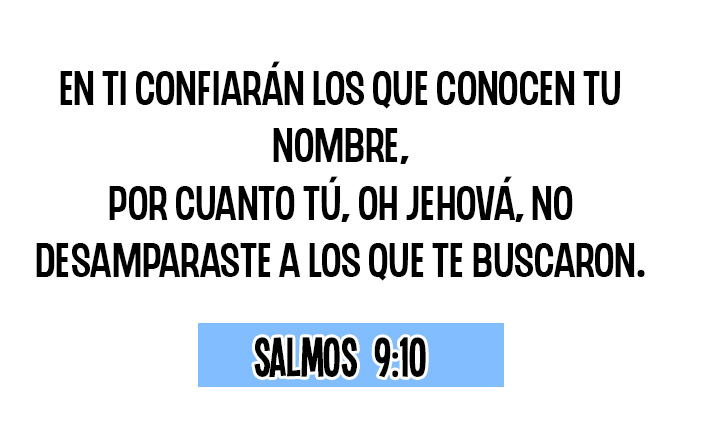 EN TI CONFIARÁN LOS QUE CONOCEN TU
NOMBRE,
POR CUANTO TÚ, OH JEHOVÁ, NO
DESAMPARASTE A LOS QUE TE BUSCARON.
SALMOS 9:10